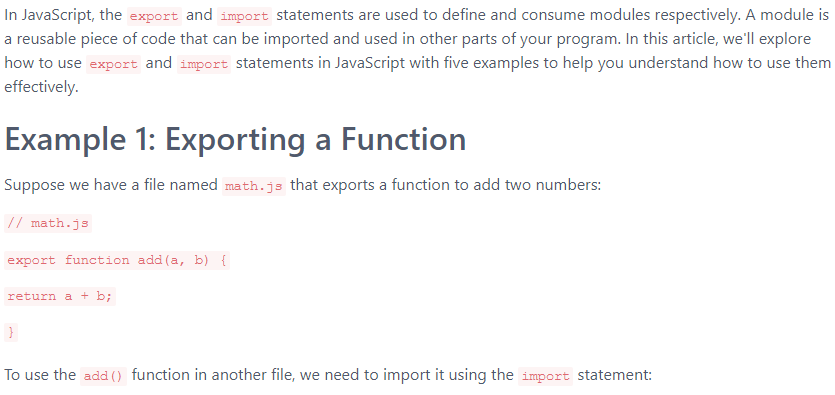 In JavaScript, the export and import statements are used to define and consume modules respectively. A module is
a reusable piece of code that can be imported and used in other parts of your program. In this article, we'll explore
how to use export and import statements in JavaScript with five examples to help you understand how to use them
effectively.
Example 1: Exporting a Function
Suppose we have a file named math.js that exports a function to add two numbers:
// math.js
export function add(a, b) {
return a + b;
}
To use the add() function in another file, we need to import it using the import statement: